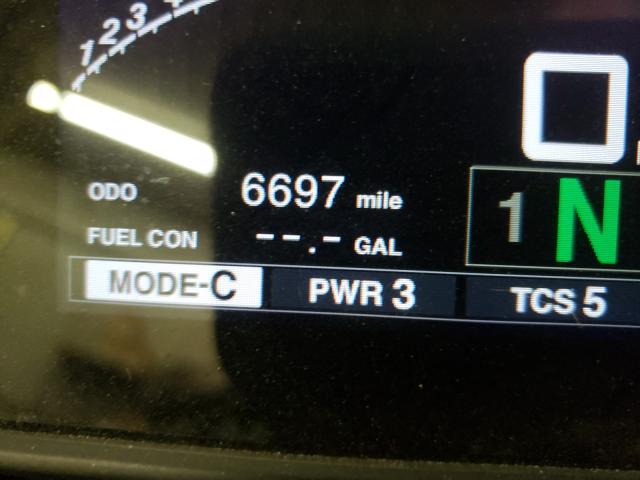 1 2 3
0
ODO 6697 mile
FUEL CON --.- GAL
1 N
MODE-C PWR 3 TCS 5